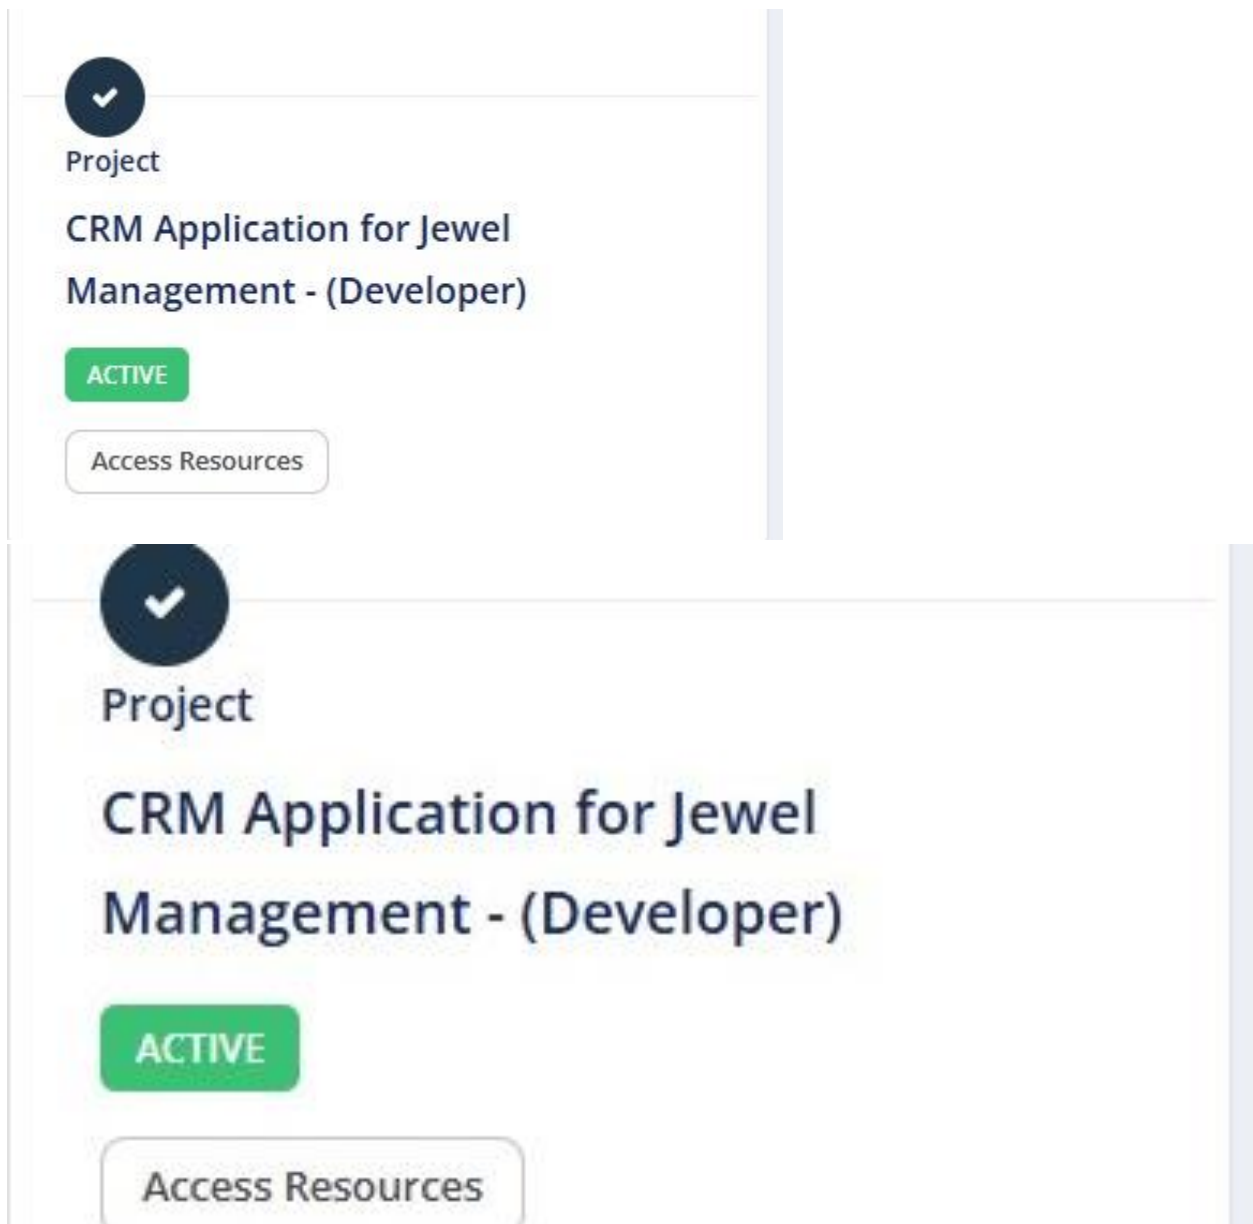 Project
CRM Application for Jewel
Management - (Developer)
ACTIVE
Access Resources
Project
CRM Application for Jewel
Management - (Developer)
ACTIVE
Access Resources